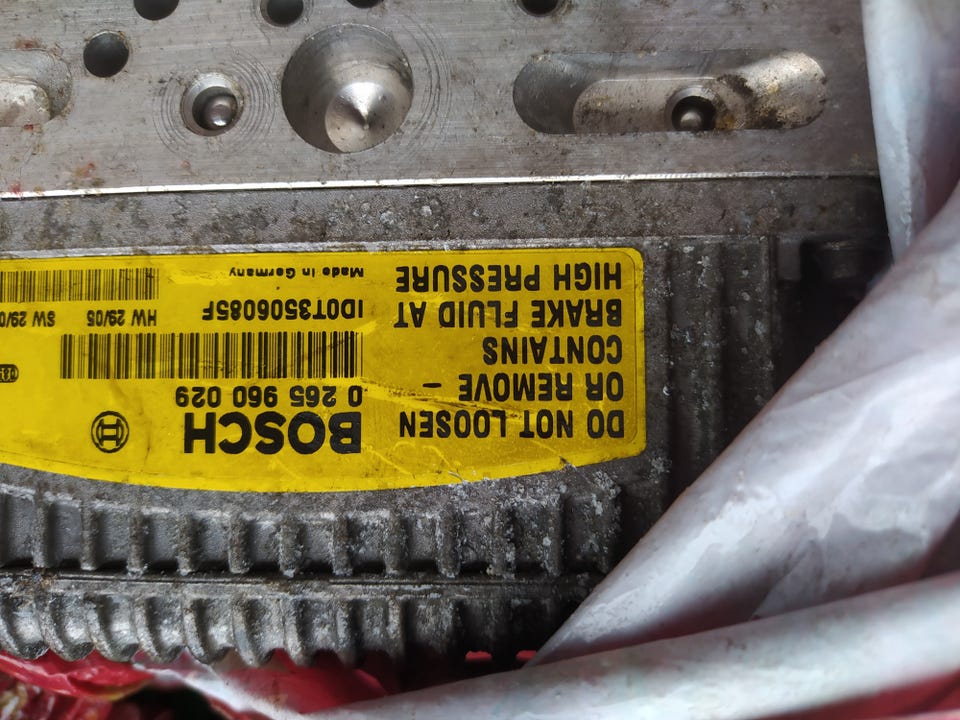 DO NOT LOOSEN
OR REMOVE –
CONTAINS
BRAKE FLUID AT
HIGH PRESSURE
BOSCH
0 265 960 029
ID0T3506085F
HW 29/05
Made in Germany